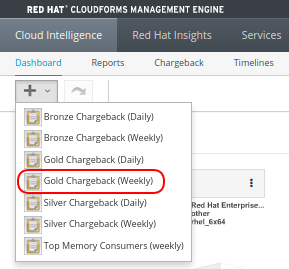 RED HAT® CLOUDFORMS MANAGEMENT ENGINE
Cloud Intelligence Red Hat Insights Services
Dashboard Reports Chargeback Timelines
Bronze Chargeback (Daily)
Bronze Chargeback (Weekly)
Gold Chargeback (Daily)
Gold Chargeback (Weekly)
Silver Chargeback (Daily)
Silver Chargeback (Weekly)
Top Memory Consumers (weekly)
Red Hat Enterprise...
other
rhel_6x64